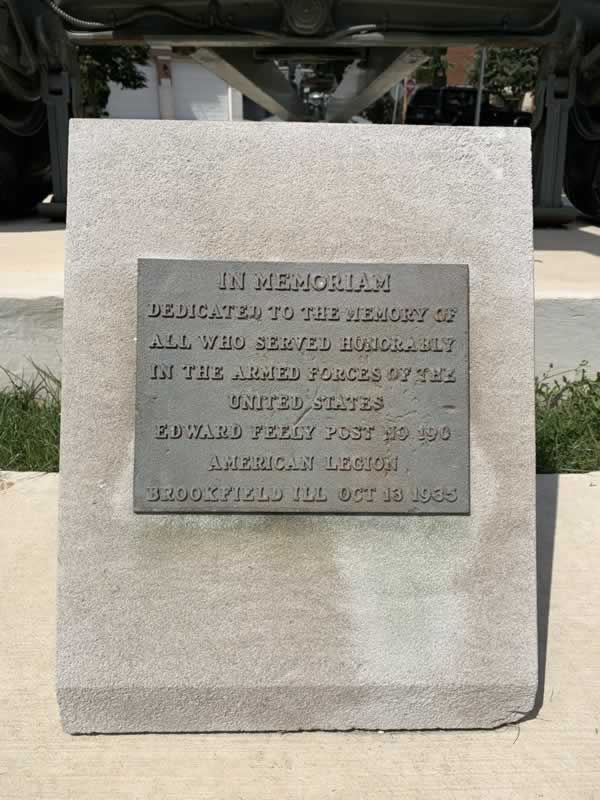 IN MEMORIAM
DEDICATED TO THE MEMORY OF
ALL WHO SERVED HONORABLY
IN THE ARMED FORCES OF THE
UNITED STATES
EDWARD FEELY POST NO 190
AMERICAN LEGION
BROOKFIELD ILL OCT 13 1935